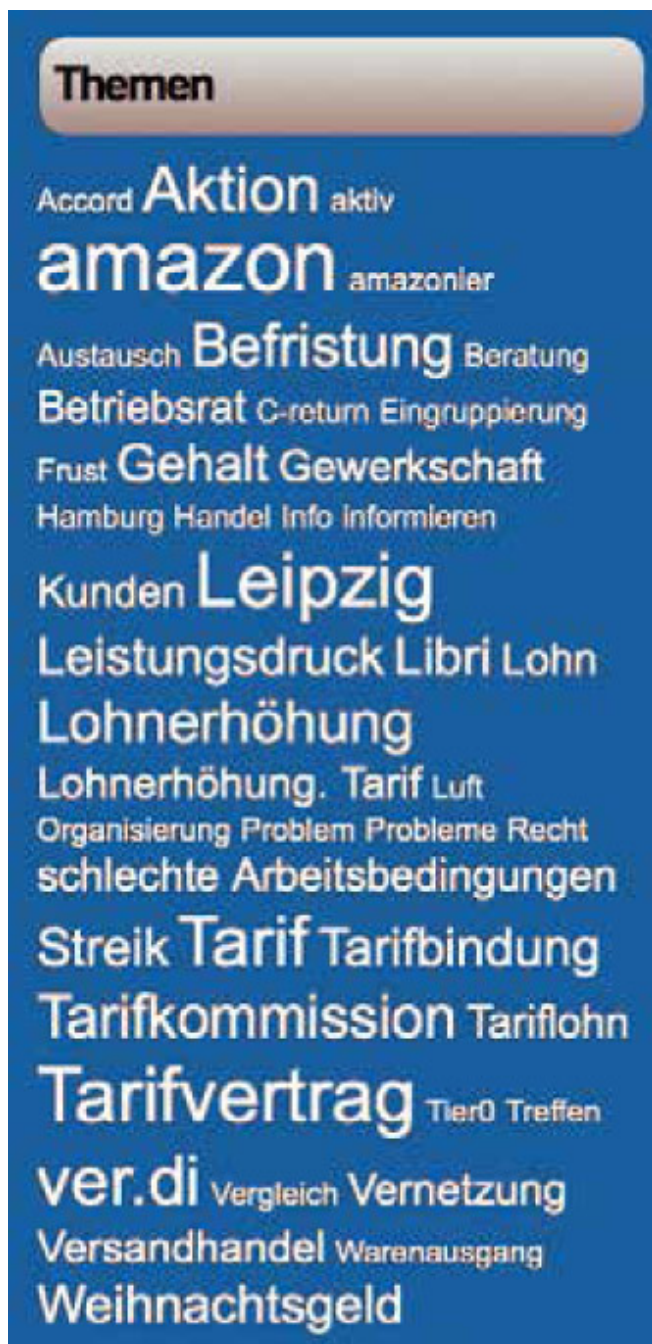 Themen
Accord Aktion aktiv
amazon amazonier
Austausch Befristung Beratung
Betriebsrat C-return Eingruppierung
Frust Gehalt Gewerkschaft
Hamburg Handel Info informieren
Kunden Leipzig
Leistungsdruck Libri Lohn
Lohnerhöhung
Lohnerhöhung. Tarif Luft
Organisierung Problem Probleme Recht
schlechte Arbeitsbedingungen
Streik Tarif Tarifbindung
Tarifkommission Tariflohn
Tarifvertrag Tier0 Treffen
ver.di Vergleich Vernetzung
Versandhandel Warenausgang
Weihnachtsgeld